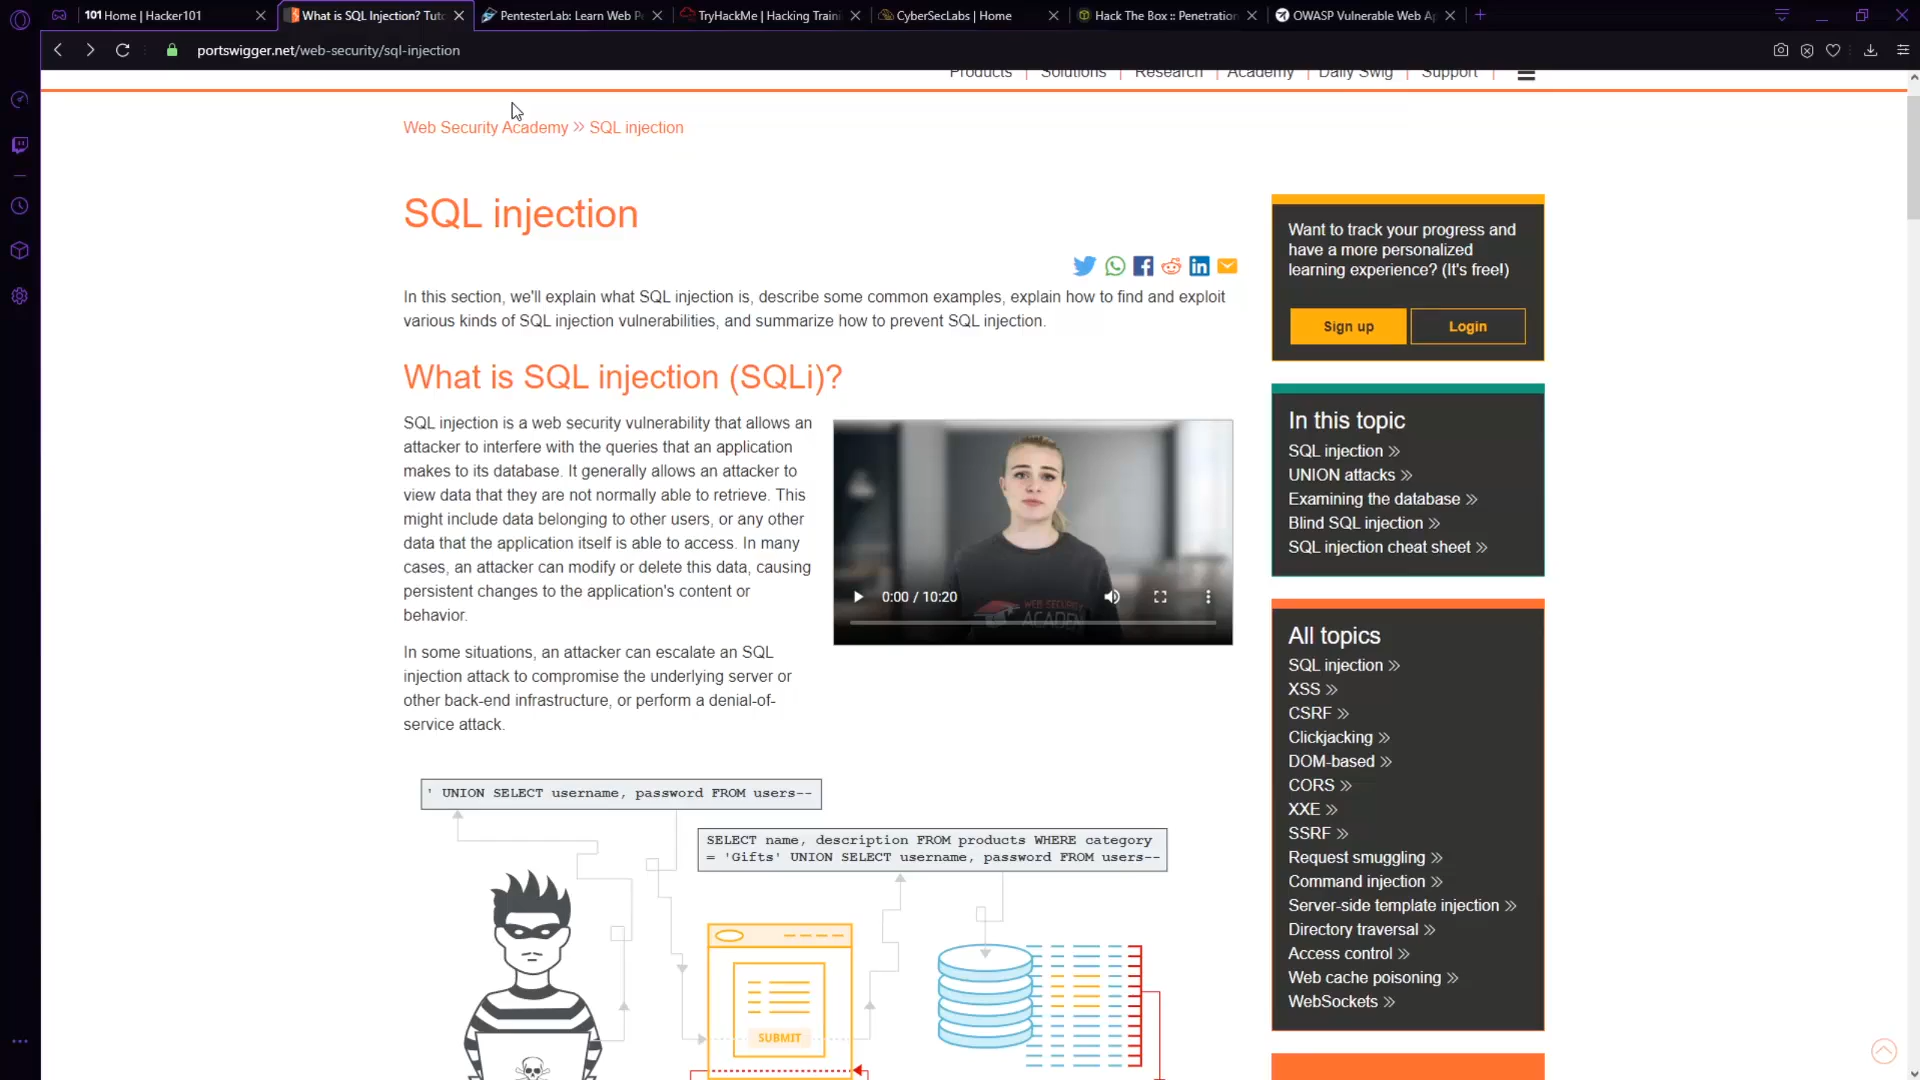 101 Home | Hacker101
What is SQL Injection? Tuto
PentesterLab: Learn Web Pe
TryHackMe | Hacking Traini
CyberSecLabs | Home
Hack The Box :: Penetration
OWASP Vulnerable Web Ap
portswigger.net/web-security/sql-injection
Products | Solutions | Research | Academy | Daily Swig | Support |
Web Security Academy >> SQL injection
SQL injection
In this section, we'll explain what SQL injection is, describe some common examples, explain how to find and exploit
various kinds of SQL injection vulnerabilities, and summarize how to prevent SQL injection.
What is SQL injection (SQLi)?
SQL injection is a web security vulnerability that allows an
attacker to interfere with the queries that an application
makes to its database. It generally allows an attacker to
view data that they are not normally able to retrieve. This
might include data belonging to other users, or any other
data that the application itself is able to access. In many
cases, an attacker can modify or delete this data, causing
persistent changes to the application's content or
behavior.
WEB SECURITY
ACADEM
0:00 / 10:20
In some situations, an attacker can escalate an SQL
injection attack to compromise the underlying server or
other back-end infrastructure, or perform a denial-of-
service attack.
' UNION SELECT username, password FROM users--
SELECT name, description FROM products WHERE category
= 'Gifts' UNION SELECT username, password FROM users--
SUBMIT
Want to track your progress and
have a more personalized
learning experience? (It's free!)
Sign up
Login
In this topic
SQL injection >>
UNION attacks >>
Examining the database >>
Blind SQL injection >>
SQL injection cheat sheet >>
All topics
SQL injection >>
XSS >>
CSRF >>
Clickjacking >>
DOM-based >>
CORS >>
XXE >>
SSRF >>
Request smuggling >>
Command injection >>
Server-side template injection >>
Directory traversal >>
Access control >>
Web cache poisoning >>
WebSockets >>